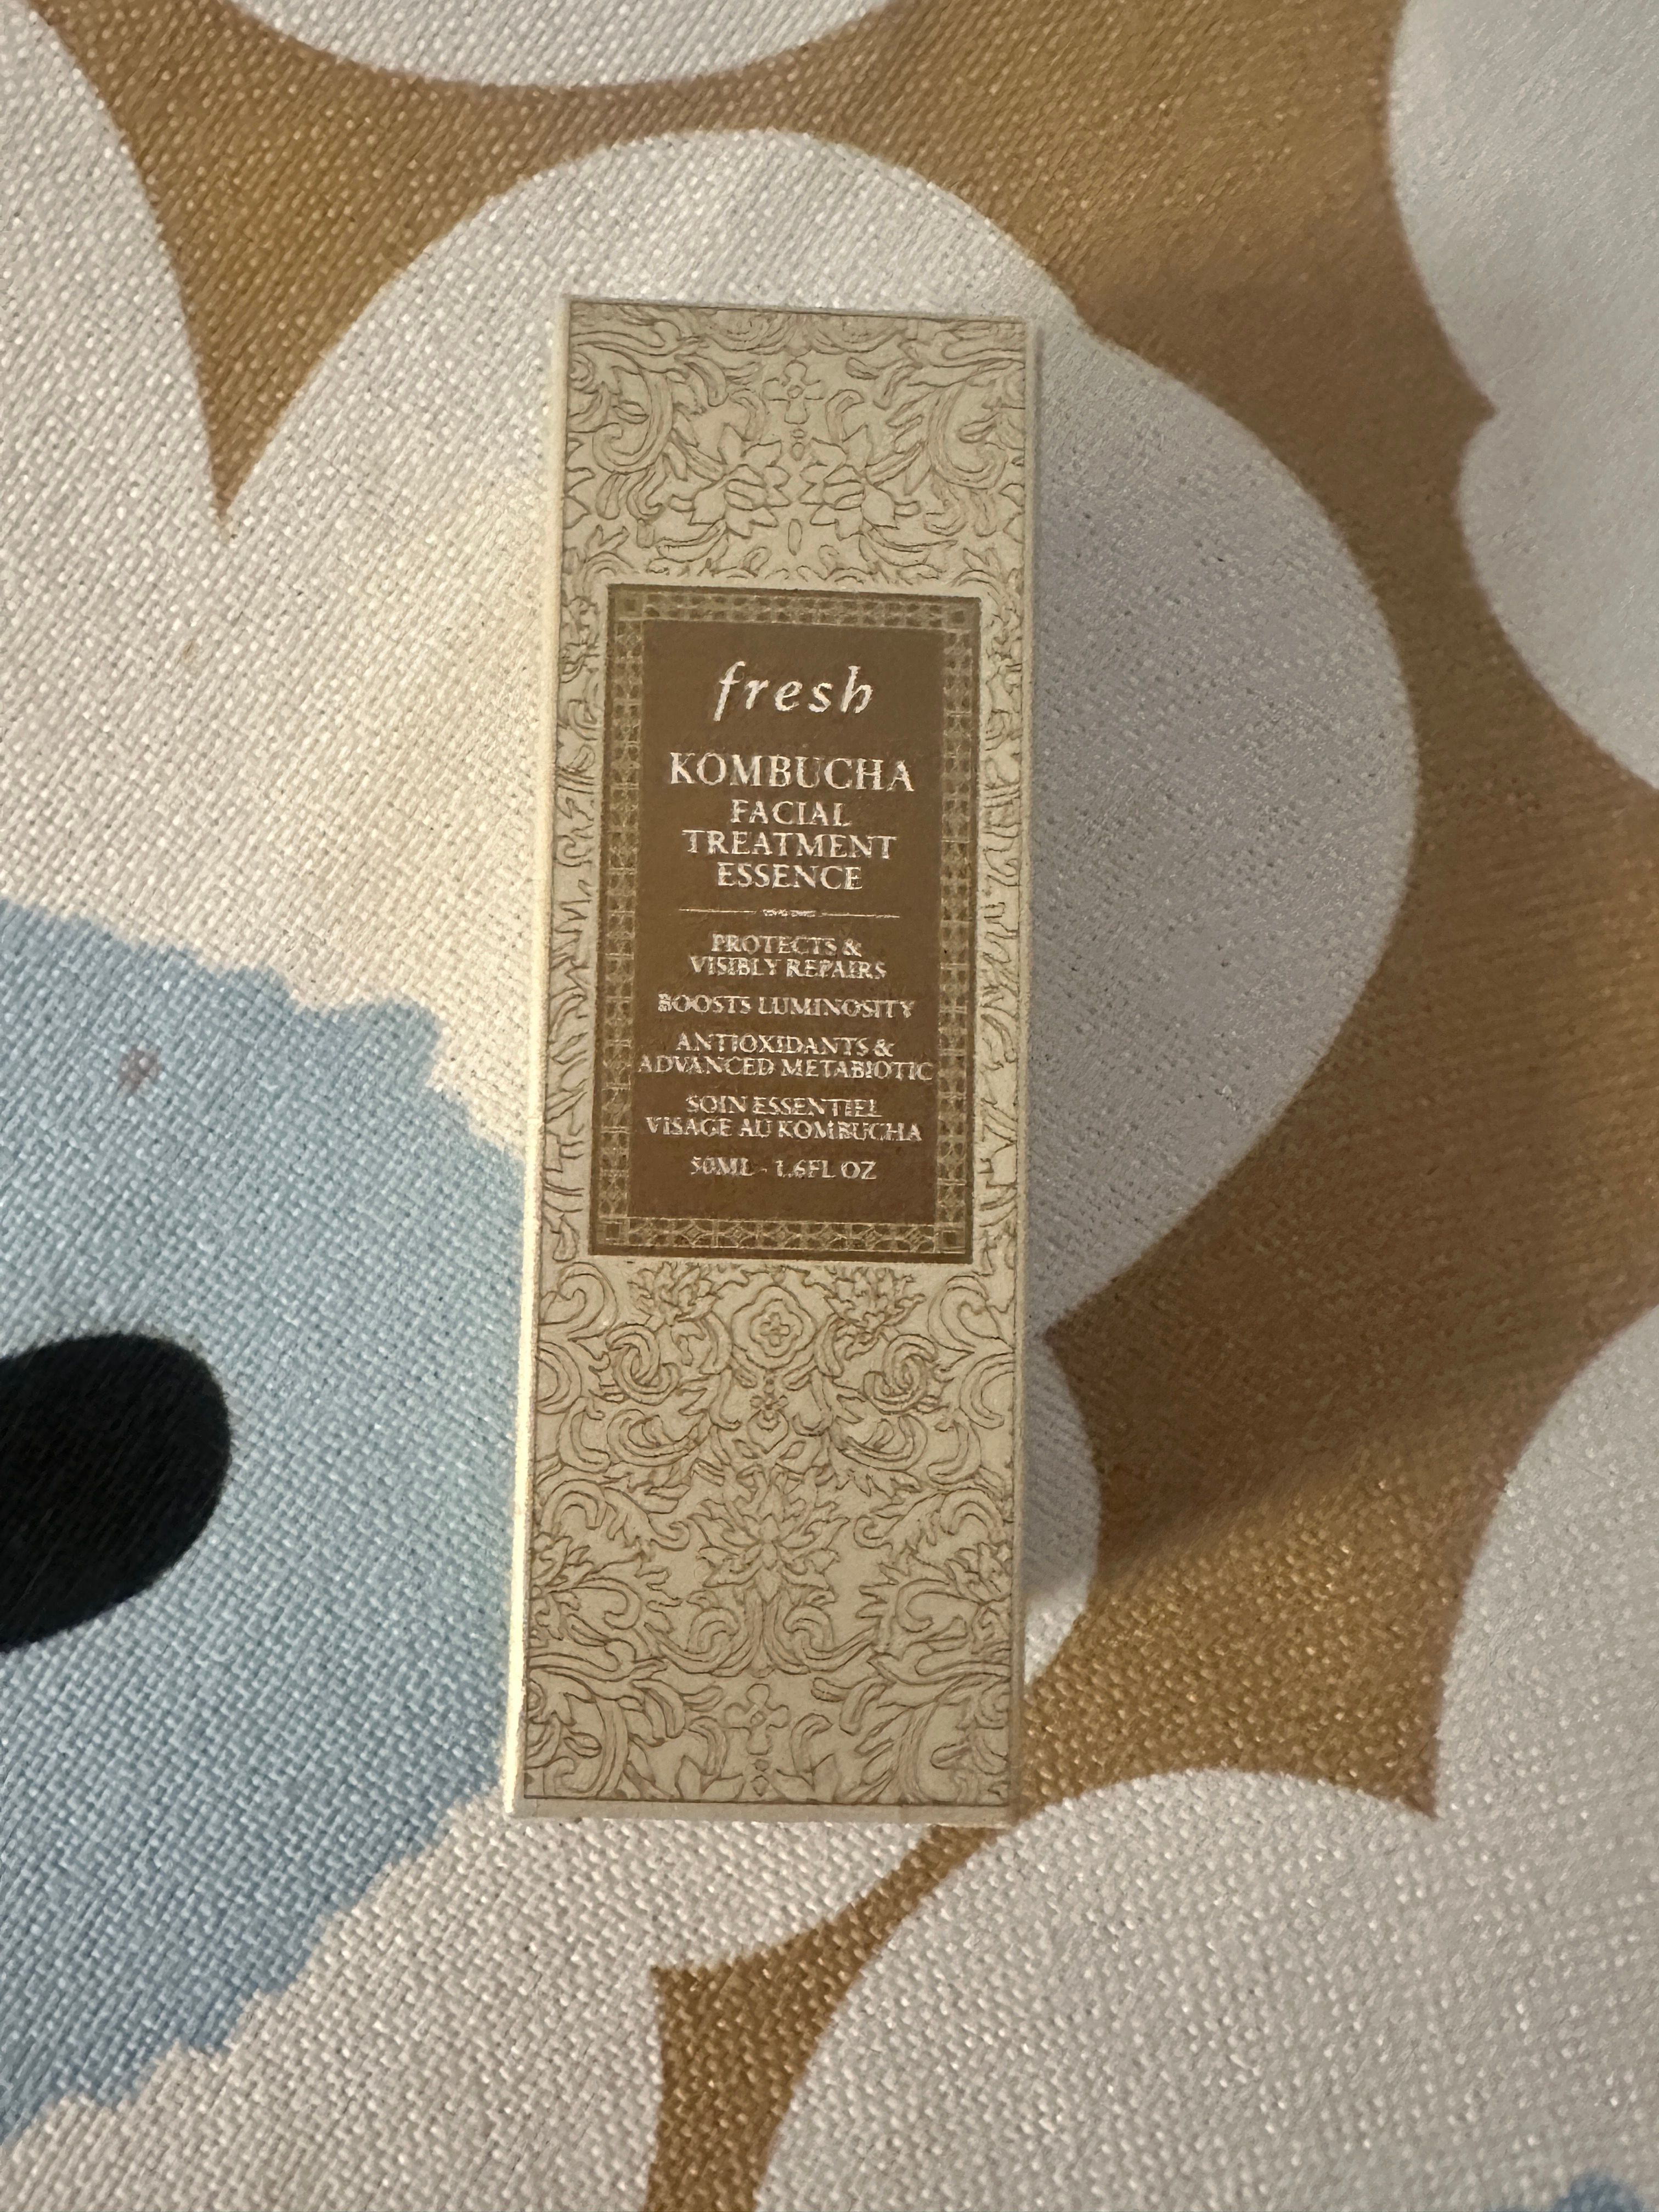 fresh
KOMBUCHA
FACIAL
TREATMENT
ESSENCE
PROTECTS &
VISIBLY REPAIRS
BOOSTS LUMINOSITY
ANTIOXIDANTS &
ADVANCED METABIOTIC
SOIN ESSENTIEL
VISAGE AU KOMBUCHA
50ML - 1.6FL OZ